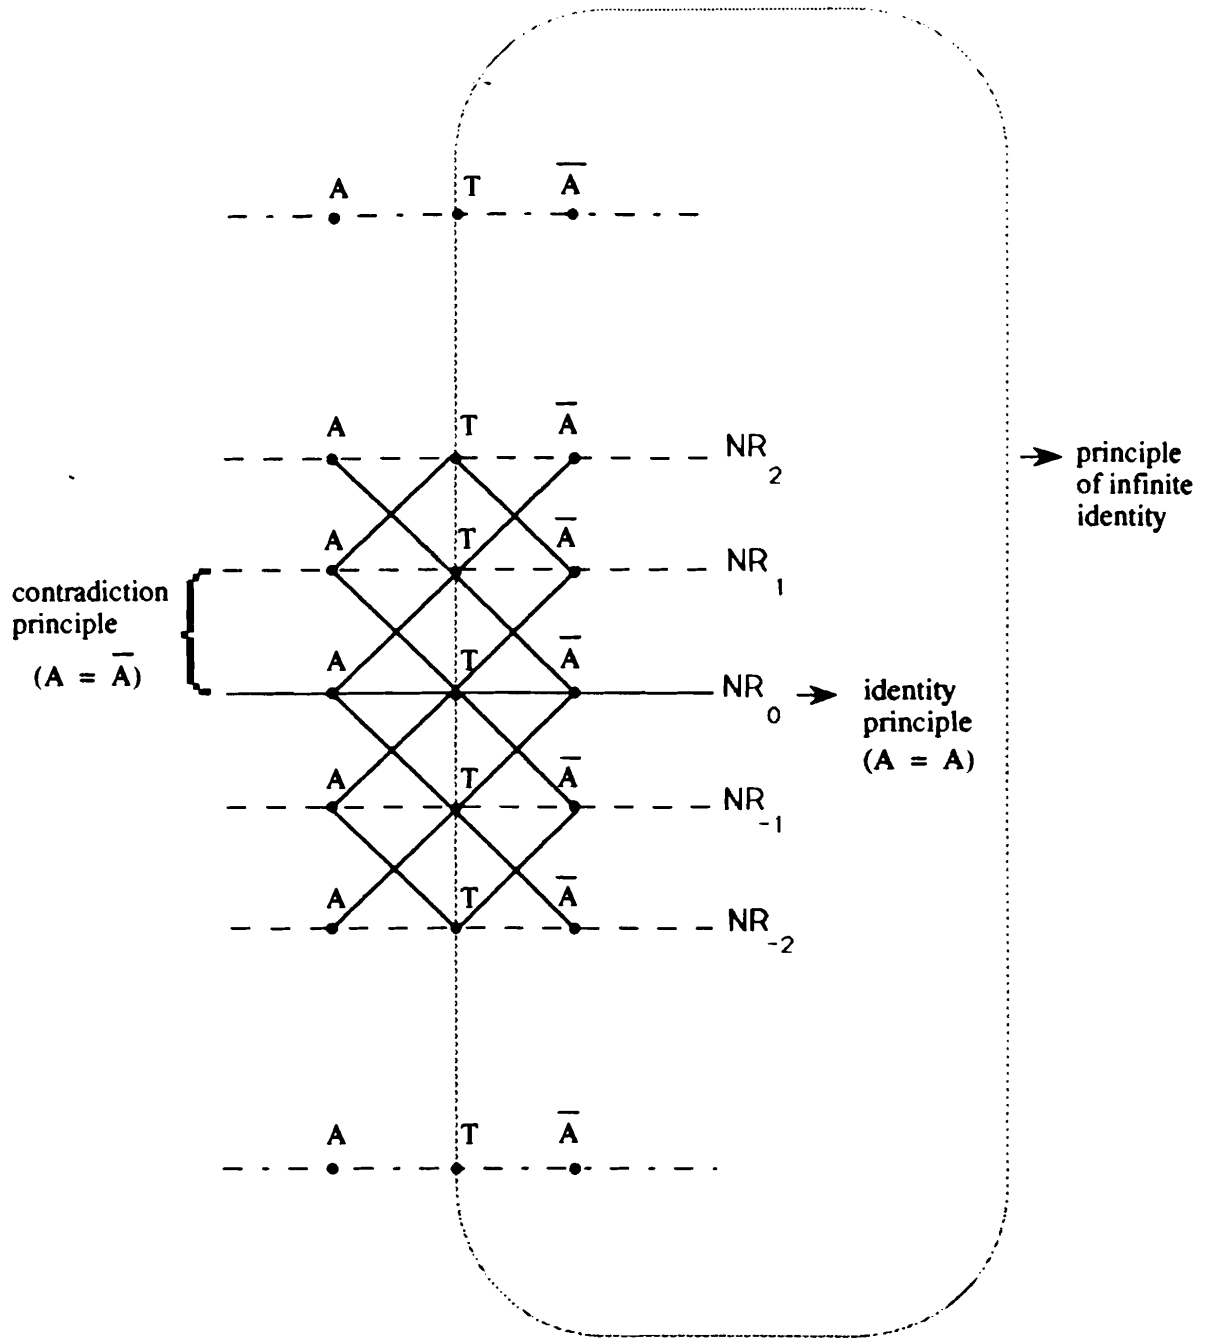 A T A̅
A T A̅ NR₂
principle
of infinite
identity
A T A̅ NR₁
contradiction
principle
(A = A̅)
A T A̅ NR₀
identity
principle
(A = A)
A T A̅ NR₋₁
A T A̅ NR₋₂
A T A̅